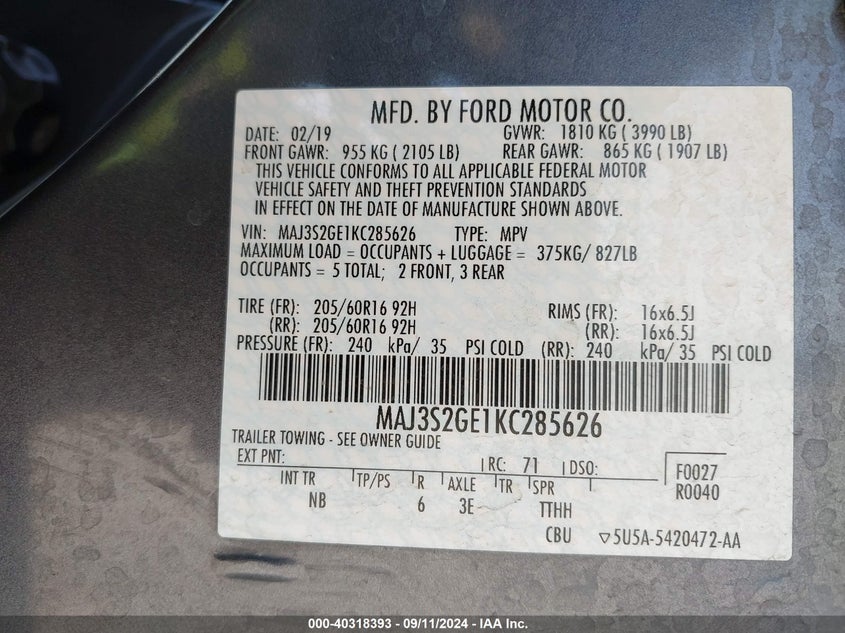 MFD. BY FORD MOTOR CO.
DATE: 02/19 GVWR: 1810 KG ( 3990 LB)
FRONT GAWR: 955 KG ( 2105 LB) REAR GAWR: 865 KG ( 1907 LB)
THIS VEHICLE CONFORMS TO ALL APPLICABLE FEDERAL MOTOR
VEHICLE SAFETY AND THEFT PREVENTION STANDARDS
IN EFFECT ON THE DATE OF MANUFACTURE SHOWN ABOVE.
VIN: MAJ3S2GE1KC285626 TYPE: MPV
MAXIMUM LOAD = OCCUPANTS + LUGGAGE = 375KG/ 827LB
OCCUPANTS = 5 TOTAL; 2 FRONT, 3 REAR
TIRE (FR): 205/60R16 92H RIMS (FR): 16x6.5J
(RR): 205/60R16 92H (RR): 16x6.5J
PRESSURE (FR): 240 kPa/ 35 PSI COLD (RR): 240 kPa/ 35 PSI COLD
MAJ3S2GE1KC285626
TRAILER TOWING - SEE OWNER GUIDE
EXT PNT: RC: 71 DSO: F0027
INT TR TP/PS R AXLE TR SPR R0040
NB 6 3E TTHH
CBU ▽5U5A-5420472-AA
000-40318393 - 09/11/2024 - IAA Inc.